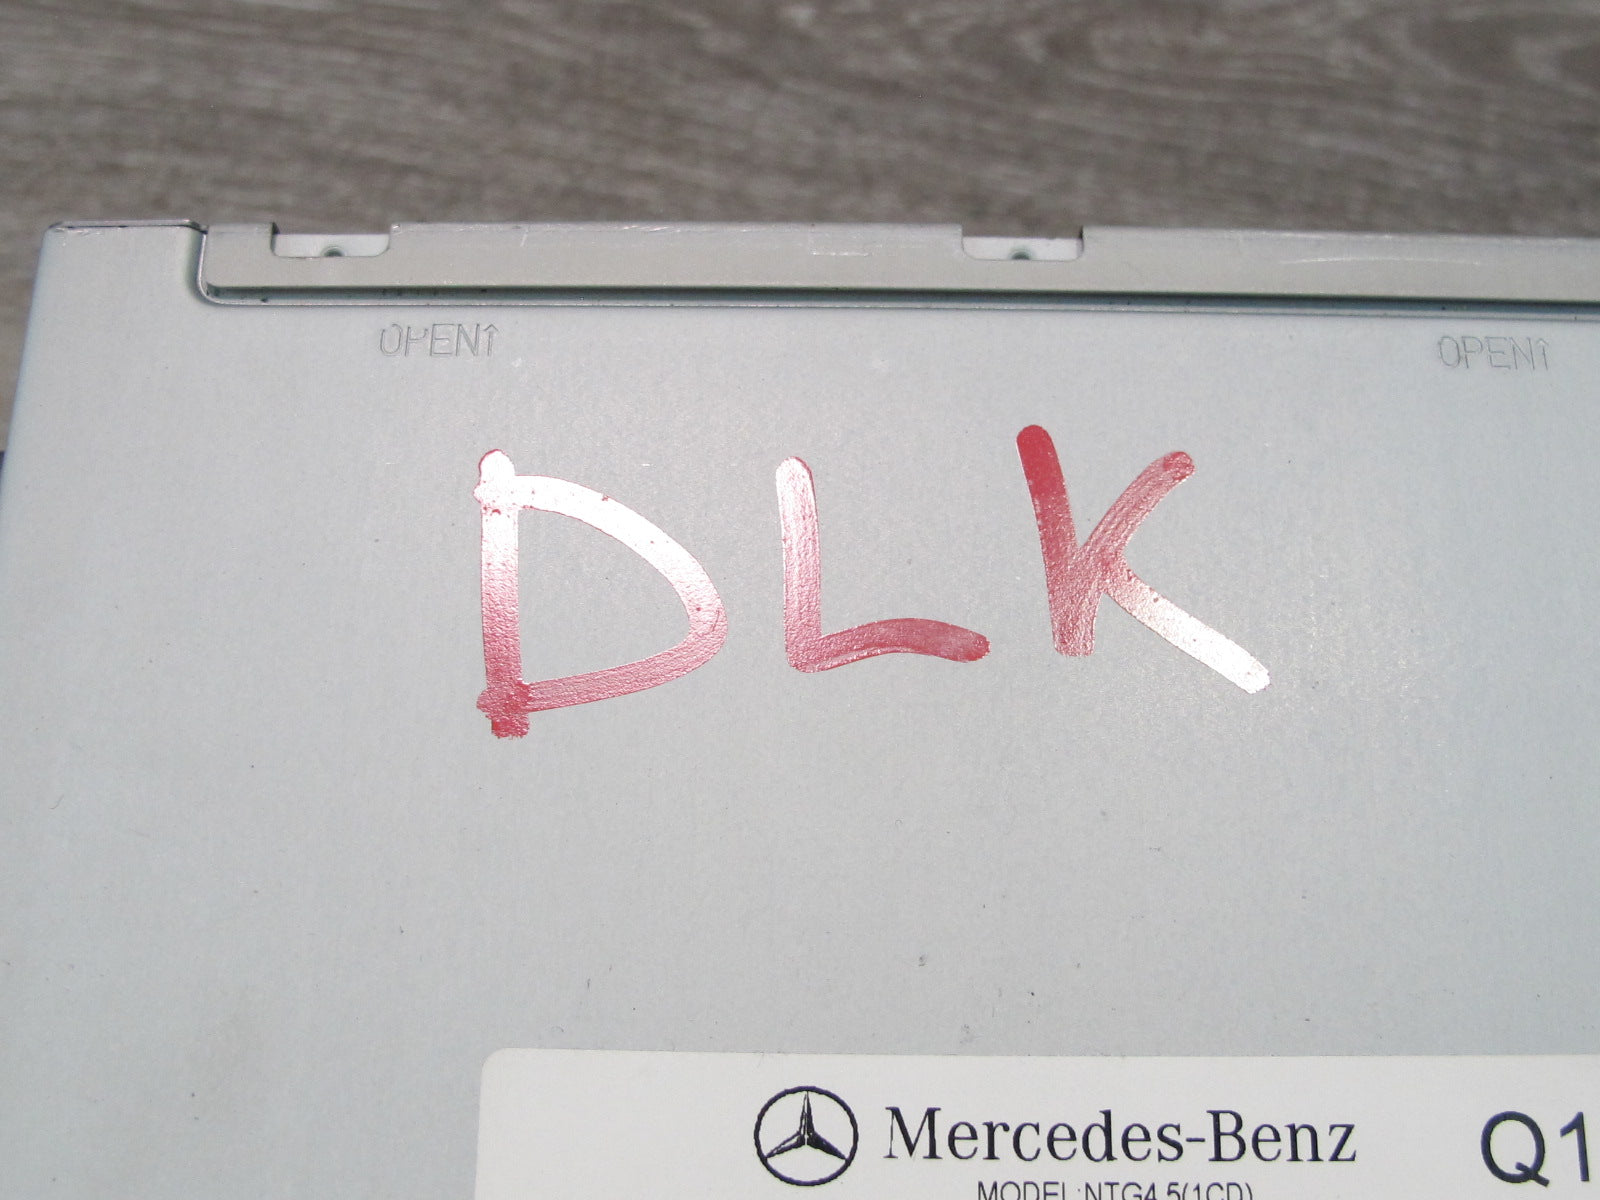 OPEN↑ OPEN↑
DLK
Mercedes-Benz Q1
MODEL:NTG4.5(1CD)